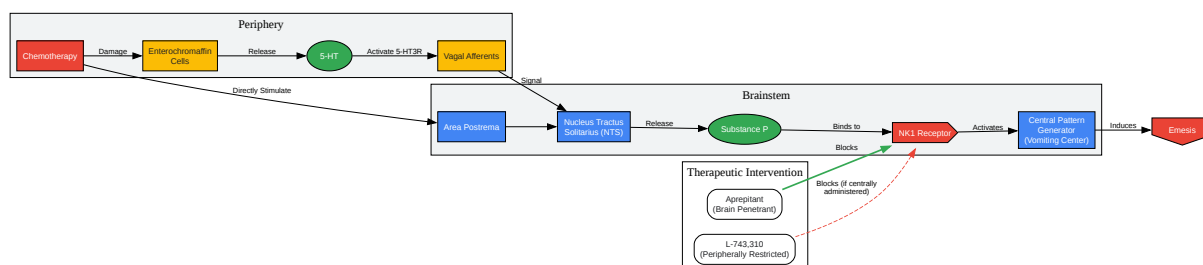 Periphery
Chemotherapy
Damage
Enterochromaffin
Cells
Release
5-HT
Activate 5-HT3R
Vagal Afferents
Directly Stimulate
Signal
Brainstem
Area Postrema
Nucleus Tractus
Solitarius (NTS)
Release
Substance P
Binds to
NK1 Receptor
Activates
Central Pattern
Generator
(Vomiting Center)
Induces
Emesis
Blocks
Therapeutic Intervention
Blocks (if centrally
administered)
Aprepitant
(Brain Penetrant)
L-743,310
(Peripherally Restricted)